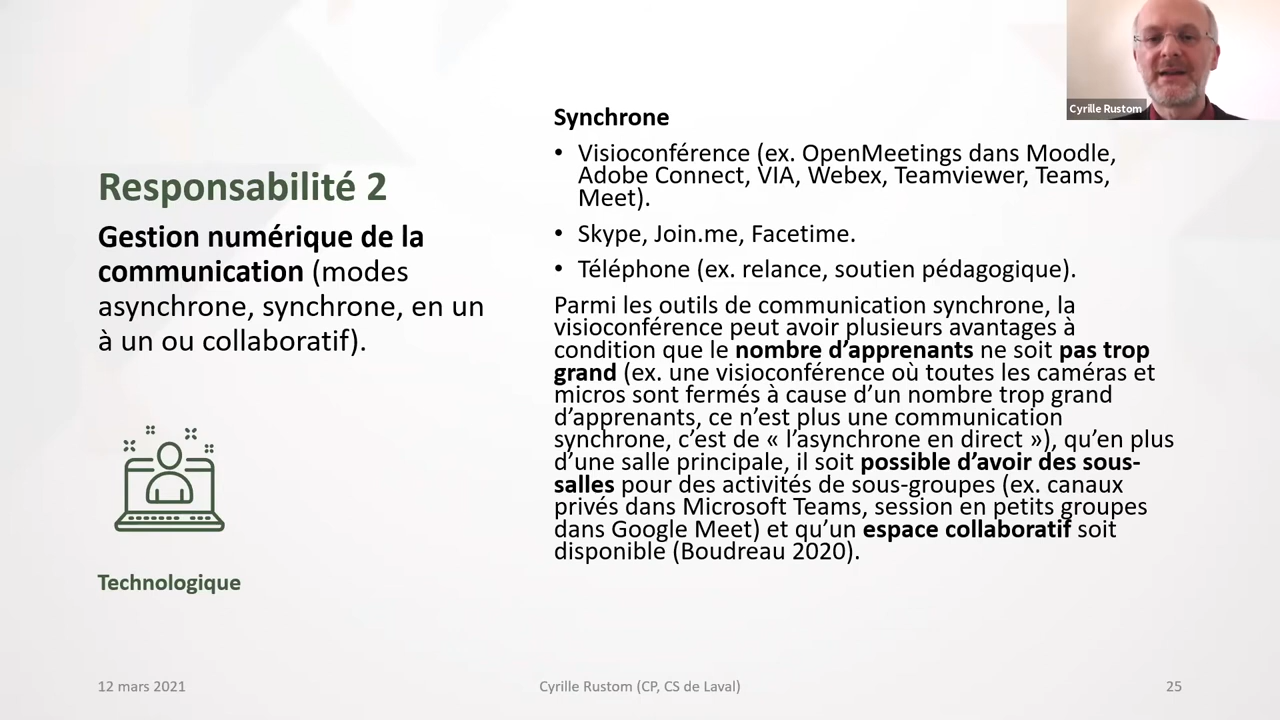 Cyrille Rustom
Responsabilité 2
Gestion numérique de la
communication (modes
asynchrone, synchrone, en un
à un ou collaboratif).
Technologique
Synchrone
• Visioconférence (ex. OpenMeetings dans Moodle,
Adobe Connect, VIA, Webex, Teamviewer, Teams,
Meet).
• Skype, Join.me, Facetime.
• Téléphone (ex. relance, soutien pédagogique).
Parmi les outils de communication synchrone, la
visioconférence peut avoir plusieurs avantages à
condition que le nombre d’apprenants ne soit pas trop
grand (ex. une visioconférence où toutes les caméras et
micros sont fermés à cause d’un nombre trop grand
d’apprenants, ce n’est plus une communication
synchrone, c’est de « l’asynchrone en direct »), qu’en plus
d’une salle principale, il soit possible d’avoir des sous-
salles pour des activités de sous-groupes (ex. canaux
privés dans Microsoft Teams, session en petits groupes
dans Google Meet) et qu’un espace collaboratif soit
disponible (Boudreau 2020).
12 mars 2021
Cyrille Rustom (CP, CS de Laval)
25